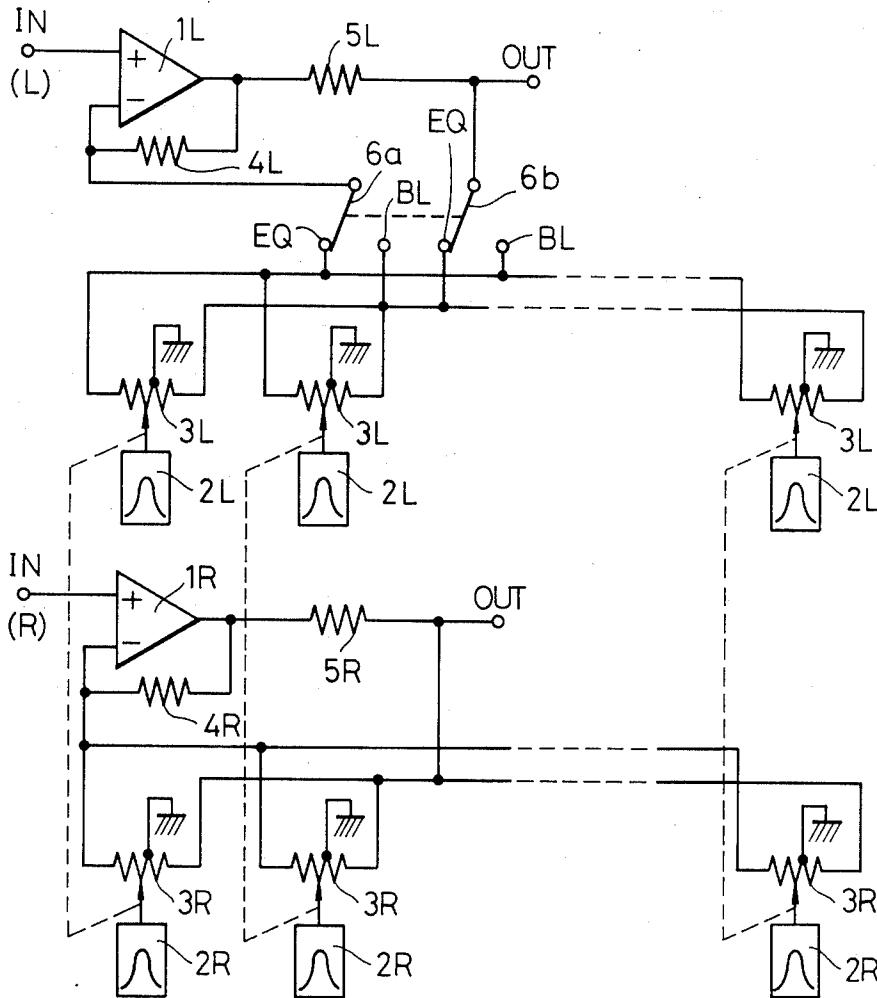 IN
1L
5L
OUT
+
(L)
−
EQ
4L
6a
6b
BL
EQ
BL
3L
3L
3L
2L
2L
2L
IN
1R
OUT
+
(R)
−
5R
4R
3R
3R
3R
2R
2R
2R